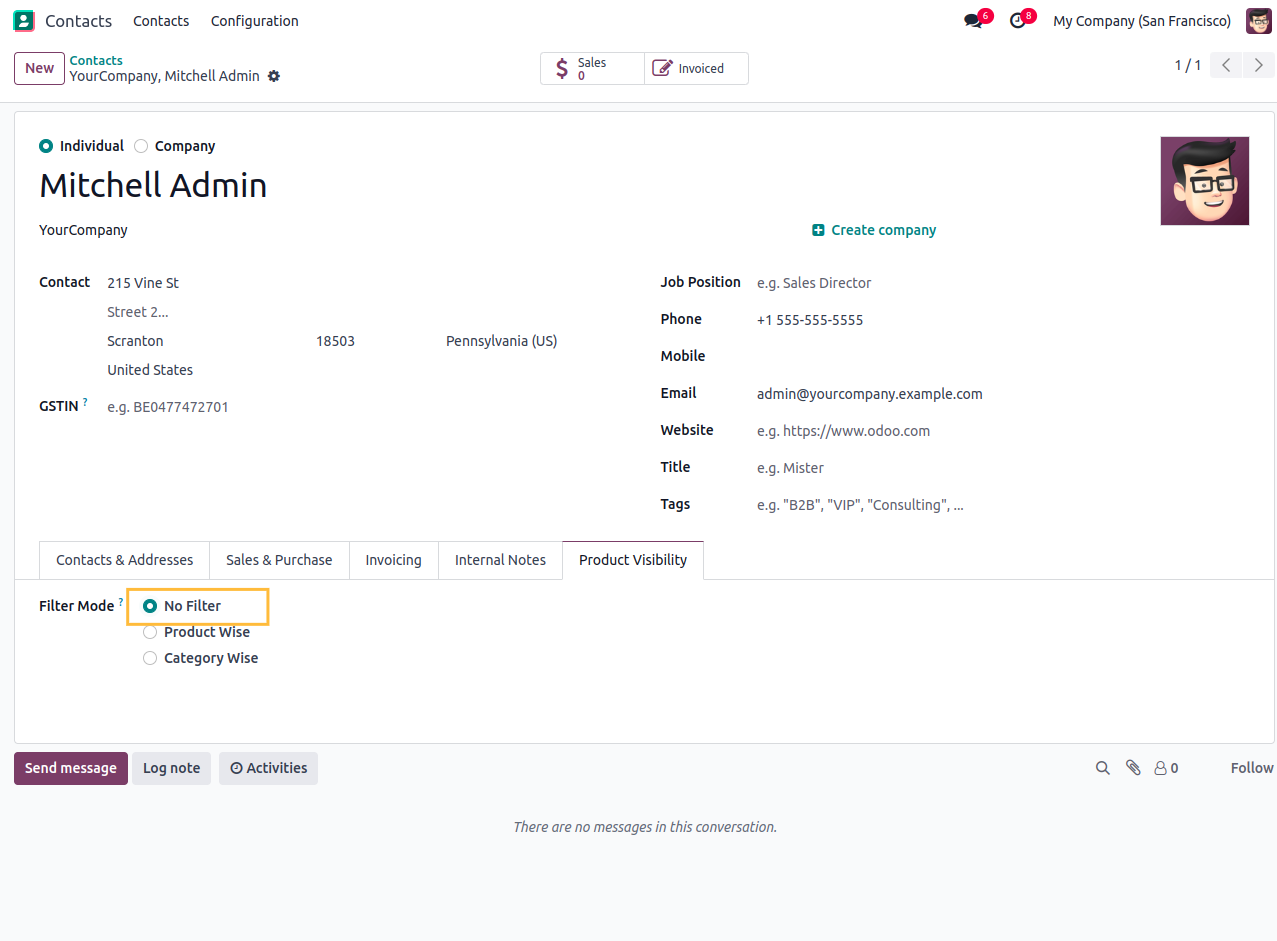 Contacts Contacts Configuration 6 8 My Company (San Francisco)
New Contacts
YourCompany, Mitchell Admin
Sales
0
Invoiced
1 / 1
Individual Company
Mitchell Admin
YourCompany Create company
Contact 215 Vine St
Street 2...
Scranton 18503 Pennsylvania (US)
United States
GSTIN ? e.g. BE0477472701
Job Position e.g. Sales Director
Phone +1 555-555-5555
Mobile
Email admin@yourcompany.example.com
Website e.g. https://www.odoo.com
Title e.g. Mister
Tags e.g. "B2B", "VIP", "Consulting", ...
Contacts & Addresses Sales & Purchase Invoicing Internal Notes Product Visibility
Filter Mode ? No Filter
Product Wise
Category Wise
Send message Log note Activities 0 Follow
There are no messages in this conversation.